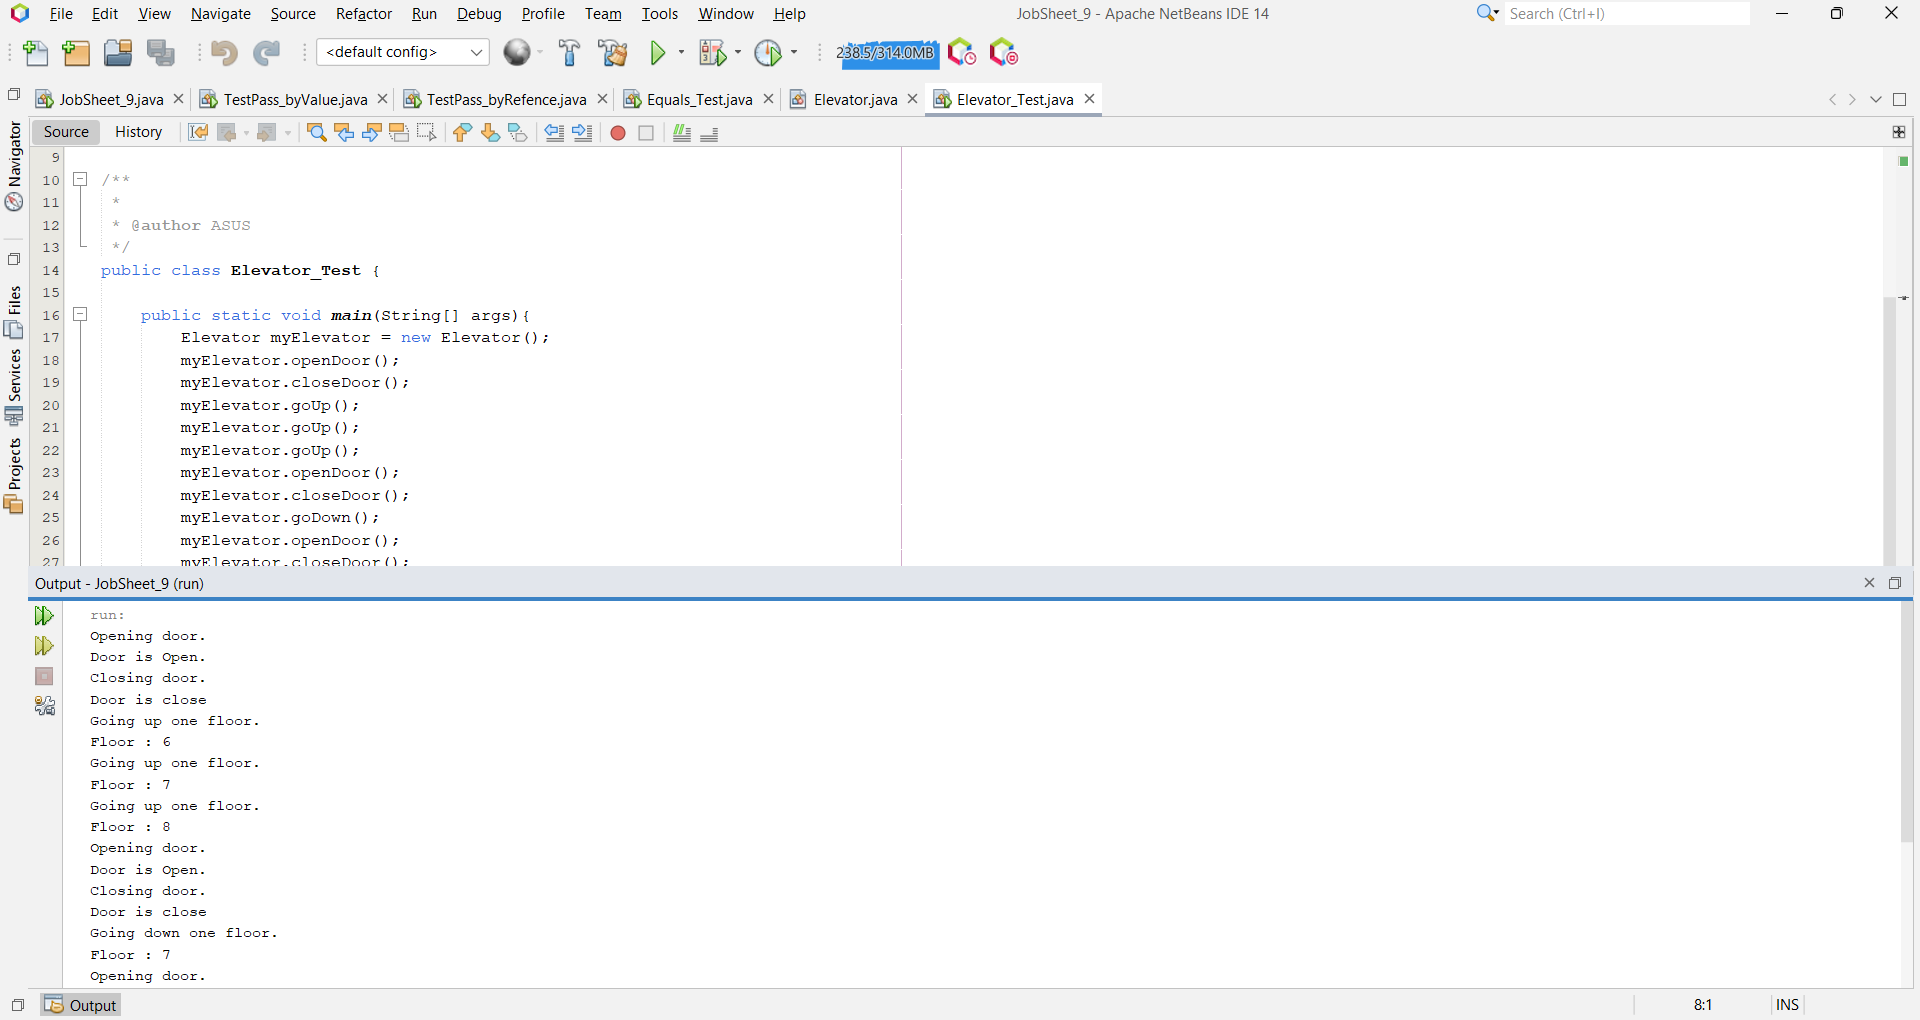 File Edit View Navigate Source Refactor Run Debug Profile Team Tools Window Help JobSheet_9 - Apache NetBeans IDE 14 Search (Ctrl+I)
<default config> 238.5/314.0MB
JobSheet_9.java TestPass_byValue.java TestPass_byRefence.java Equals_Test.java Elevator.java Elevator_Test.java
Source History
Navigator
Files
Services
Projects
9
10 /**
11 *
12 * @author ASUS
13 */
14 public class Elevator_Test {
15
16 public static void main(String[] args){
17 Elevator myElevator = new Elevator();
18 myElevator.openDoor();
19 myElevator.closeDoor();
20 myElevator.goUp();
21 myElevator.goUp();
22 myElevator.goUp();
23 myElevator.openDoor();
24 myElevator.closeDoor();
25 myElevator.goDown();
26 myElevator.openDoor();
27 myElevator.closeDoor();
Output - JobSheet_9 (run)
run:
Opening door.
Door is Open.
Closing door.
Door is close
Going up one floor.
Floor : 6
Going up one floor.
Floor : 7
Going up one floor.
Floor : 8
Opening door.
Door is Open.
Closing door.
Door is close
Going down one floor.
Floor : 7
Opening door.
Output 8:1 INS